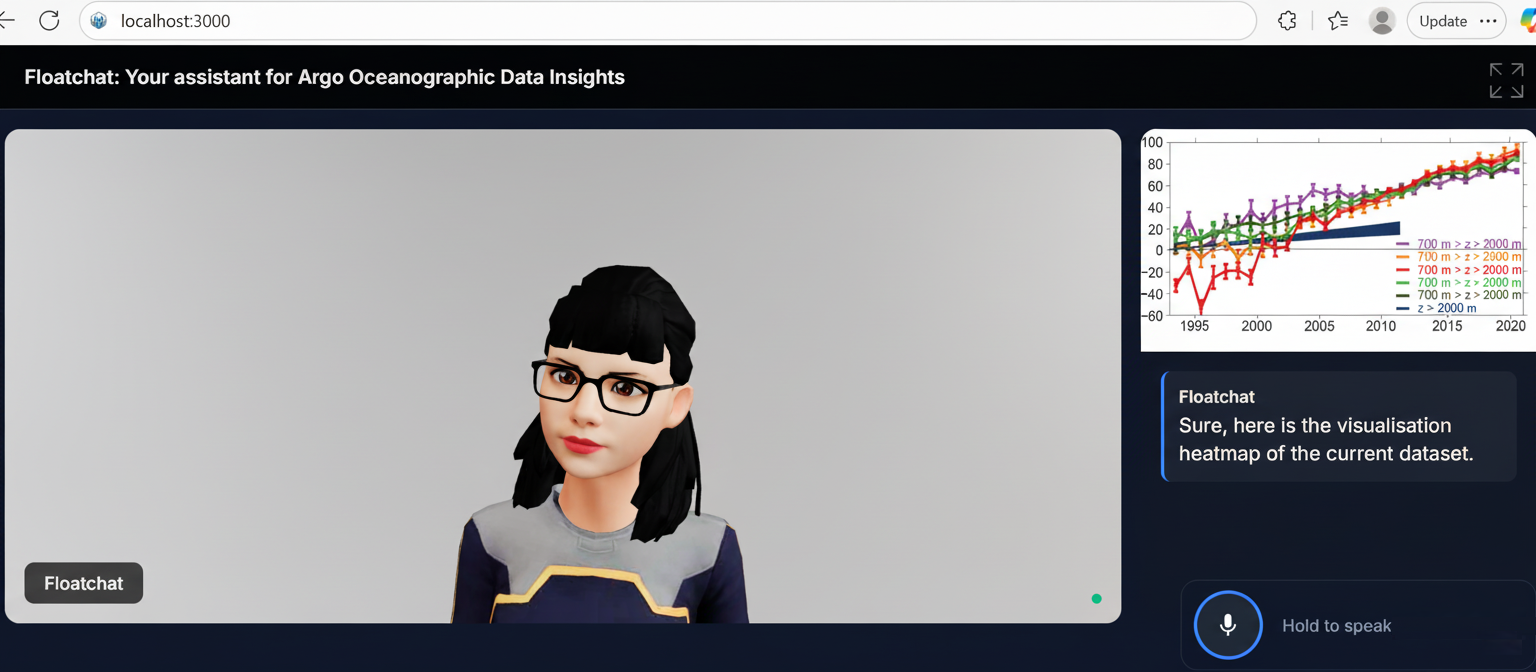 localhost:3000
Update
Floatchat: Your assistant for Argo Oceanographic Data Insights
Floatchat
100
80
60
40
20
0
−20
−40
−60
1995
2000
2005
2010
2015
2020
700 m > z > 2000 m
700 m > z > 2000 m
700 m > z > 2000 m
700 m > z > 2000 m
700 m > z > 2000 m
z > 2000 m
Floatchat
Sure, here is the visualisation
heatmap of the current dataset.
Hold to speak